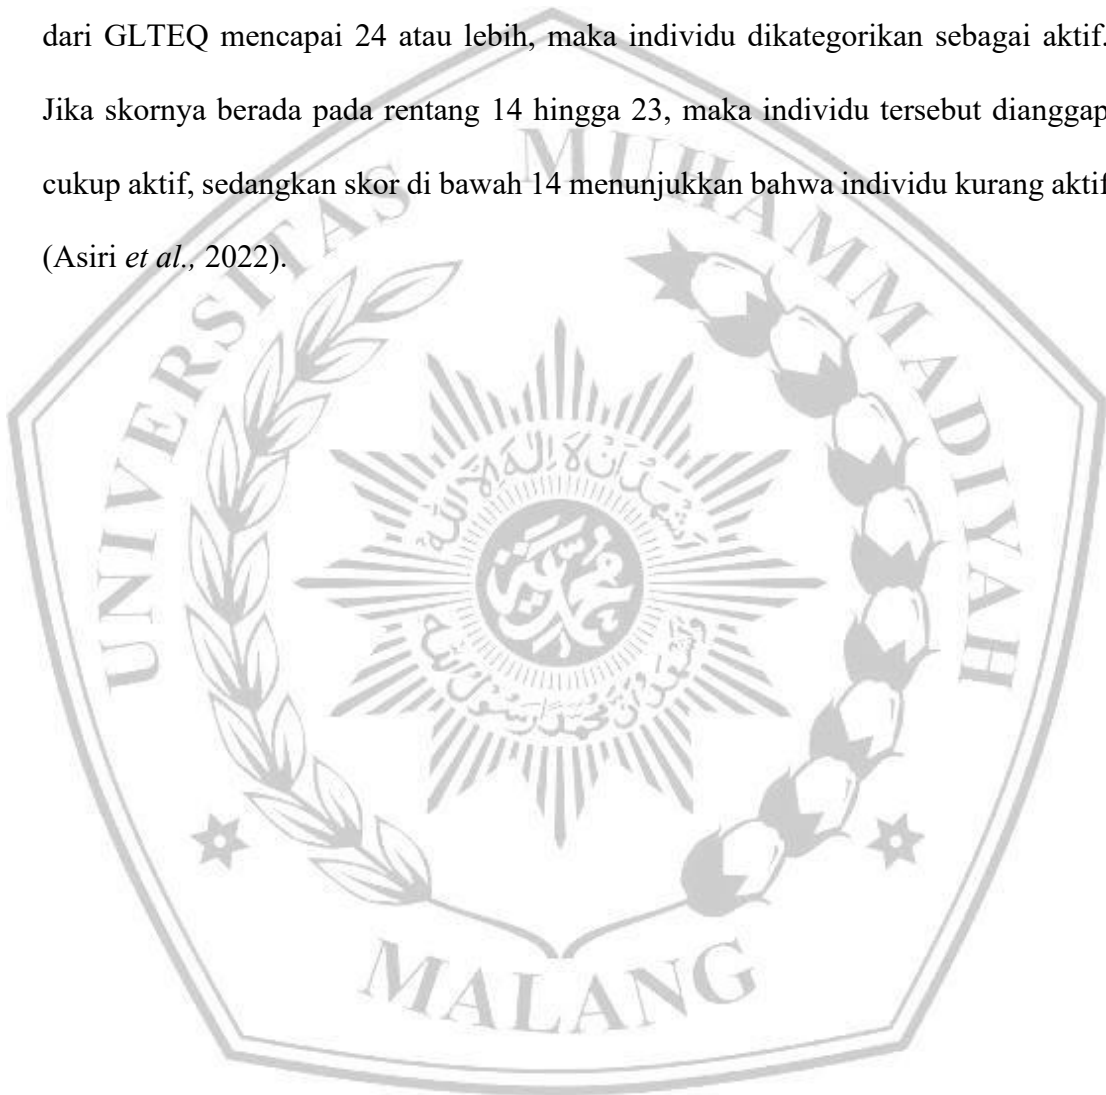 dari GLTEQ mencapai 24 atau lebih, maka individu dikategorikan sebagai aktif.
Jika skornya berada pada rentang 14 hingga 23, maka individu tersebut dianggap
cukup aktif, sedangkan skor di bawah 14 menunjukkan bahwa individu kurang aktif
(Asiri et al., 2022).
UNIVERSITAS MUHAMMADIYAH
MALANG